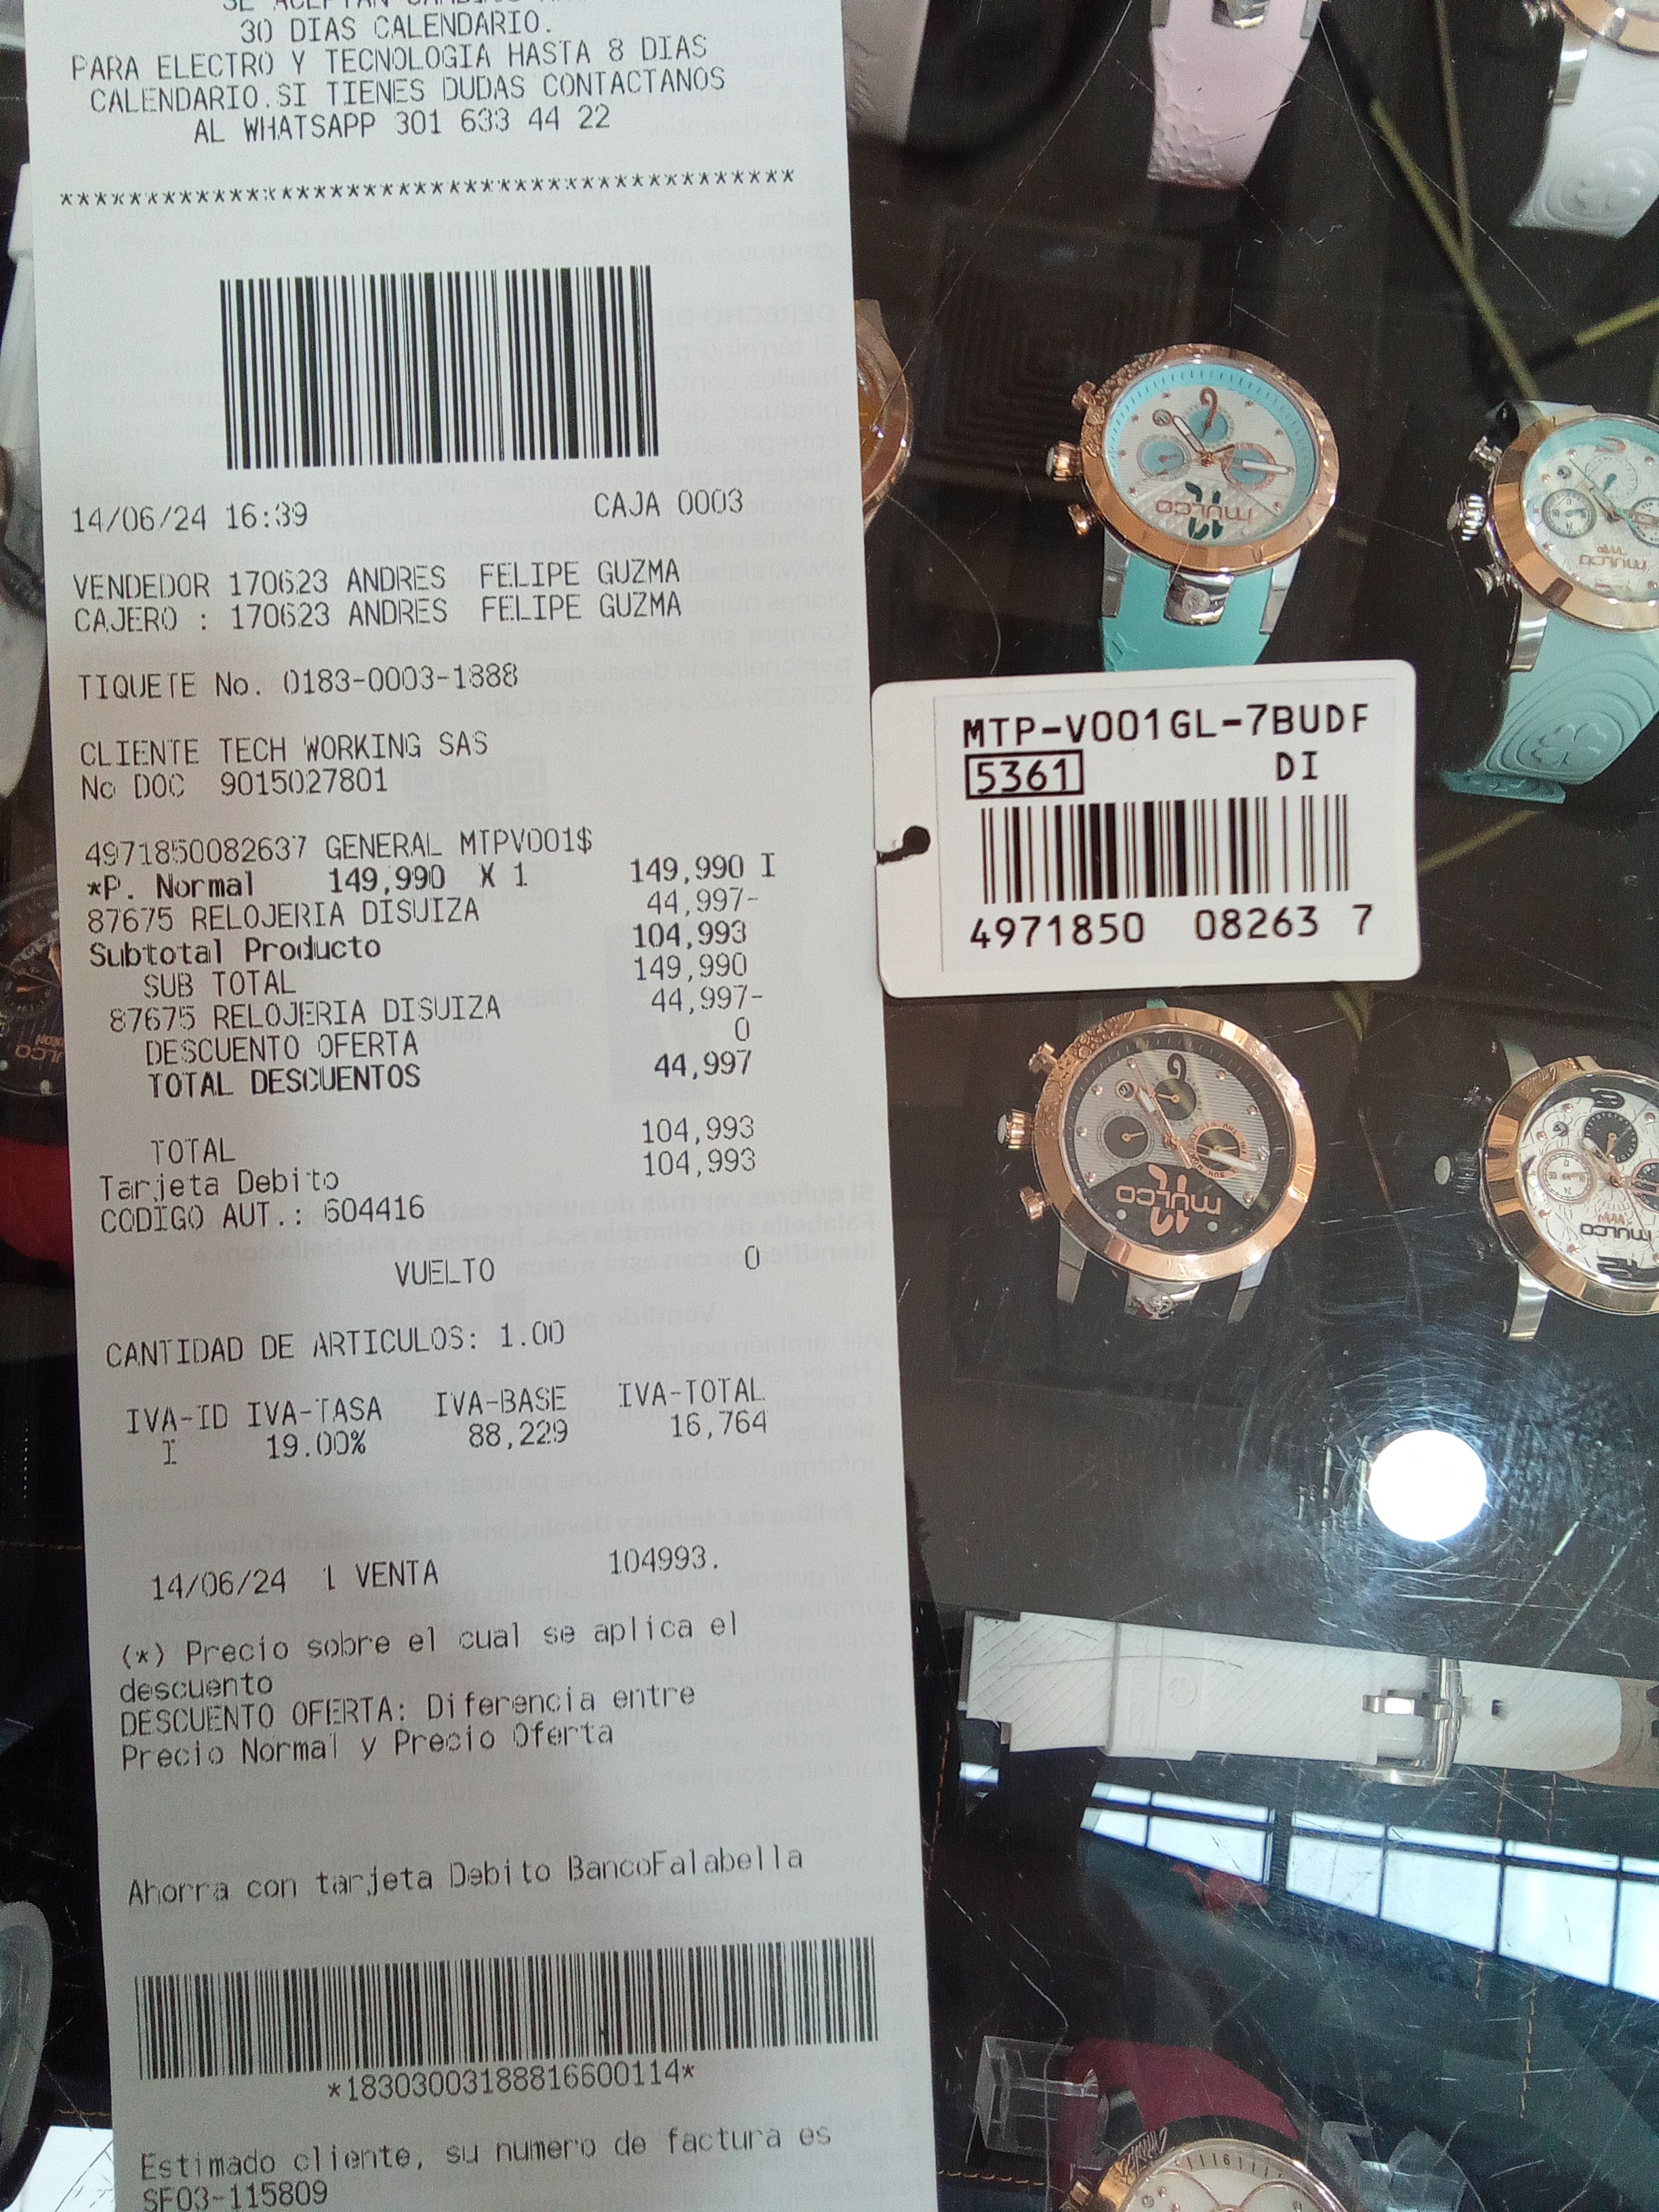 30 DIAS CALENDARIO.
PARA ELECTRO Y TECNOLOGIA HASTA 8 DIAS
CALENDARIO.SI TIENES DUDAS CONTACTANOS
AL WHATSAPP 301 633 44 22
*******************************************
14/06/24 16:39 CAJA 0003
VENDEDOR 170623 ANDRES FELIPE GUZMA
CAJERO : 170623 ANDRES FELIPE GUZMA
TIQUETE No. 0183-0003-1888
CLIENTE TECH WORKING SAS
No DOC 9015027801
4971850082637 GENERAL MTPV001$
*P. Normal 149,990 X 1 149,990 I
87675 RELOJERIA DISUIZA 44,997-
Subtotal Producto 104,993
SUB TOTAL 149,990
87675 RELOJERIA DISUIZA 44,997-
DESCUENTO OFERTA 0
TOTAL DESCUENTOS 44,997
TOTAL 104,993
Tarjeta Debito 104,993
CODIGO AUT.: 604416
VUELTO 0
CANTIDAD DE ARTICULOS: 1.00
IVA-ID IVA-TASA IVA-BASE IVA-TOTAL
I 19.00% 88,229 16,764
14/06/24 1 VENTA 104993.
(*) Precio sobre el cual se aplica el
descuento
DESCUENTO OFERTA: Diferencia entre
Precio Normal y Precio Oferta
Ahorra con tarjeta Debito BancoFalabella
*18303003188816600114*
Estimado cliente, su numero de factura es
SF03-115809
MTP-V001GL-7BUDF
5361 DI
4971850 08263 7
MULCO
MULCO
MULCO
MULCO